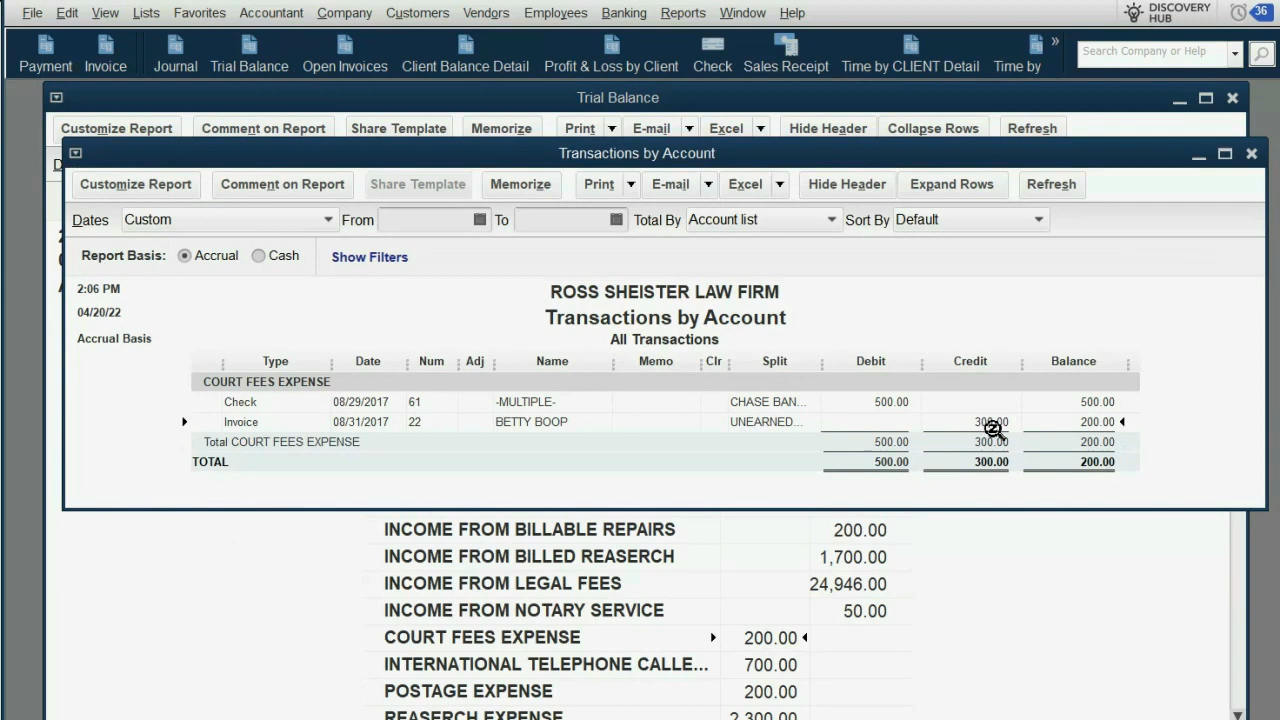 File Edit View Lists Favorites Accountant Company Customers Vendors Employees Banking Reports Window Help
DISCOVERY HUB
36
Payment Invoice Journal Trial Balance Open Invoices Client Balance Detail Profit & Loss by Client Check Sales Receipt Time by CLIENT Detail Time by » Search Company or Help
Trial Balance
Customize Report Comment on Report Share Template Memorize Print E-mail Excel Hide Header Collapse Rows Refresh
Transactions by Account
Customize Report Comment on Report Share Template Memorize Print E-mail Excel Hide Header Expand Rows Refresh
Dates Custom From To Total By Account list Sort By Default
Report Basis: Accrual Cash Show Filters
2:06 PM ROSS SHEISTER LAW FIRM
04/20/22 Transactions by Account
Accrual Basis All Transactions
Type Date Num Adj Name Memo Clr Split Debit Credit Balance
COURT FEES EXPENSE
Check 08/29/2017 61 -MULTIPLE- CHASE BAN... 500.00 500.00
Invoice 08/31/2017 22 BETTY BOOP UNEARNED... 300.00 200.00
Total COURT FEES EXPENSE 500.00 300.00 200.00
TOTAL 500.00 300.00 200.00
INCOME FROM BILLABLE REPAIRS 200.00
INCOME FROM BILLED REASERCH 1,700.00
INCOME FROM LEGAL FEES 24,946.00
INCOME FROM NOTARY SERVICE 50.00
COURT FEES EXPENSE 200.00
INTERNATIONAL TELEPHONE CALLE... 700.00
POSTAGE EXPENSE 200.00
REASERCH EXPENSE 2,300.00